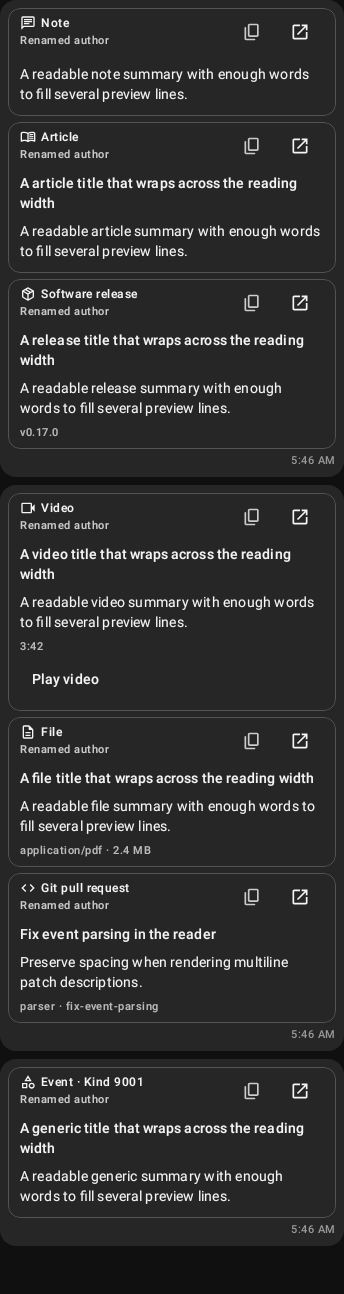 Note
Renamed author
A readable note summary with enough words
to fill several preview lines.
Article
Renamed author
A article title that wraps across the reading
width
A readable article summary with enough words
to fill several preview lines.
Software release
Renamed author
A release title that wraps across the reading
width
A readable release summary with enough
words to fill several preview lines.
v0.17.0
5:46 AM
Video
Renamed author
A video title that wraps across the reading
width
A readable video summary with enough words
to fill several preview lines.
3:42
Play video
File
Renamed author
A file title that wraps across the reading width
A readable file summary with enough words to
fill several preview lines.
application/pdf · 2.4 MB
Git pull request
Renamed author
Fix event parsing in the reader
Preserve spacing when rendering multiline
patch descriptions.
parser · fix-event-parsing
5:46 AM
Event · Kind 9001
Renamed author
A generic title that wraps across the reading
width
A readable generic summary with enough
words to fill several preview lines.
5:46 AM